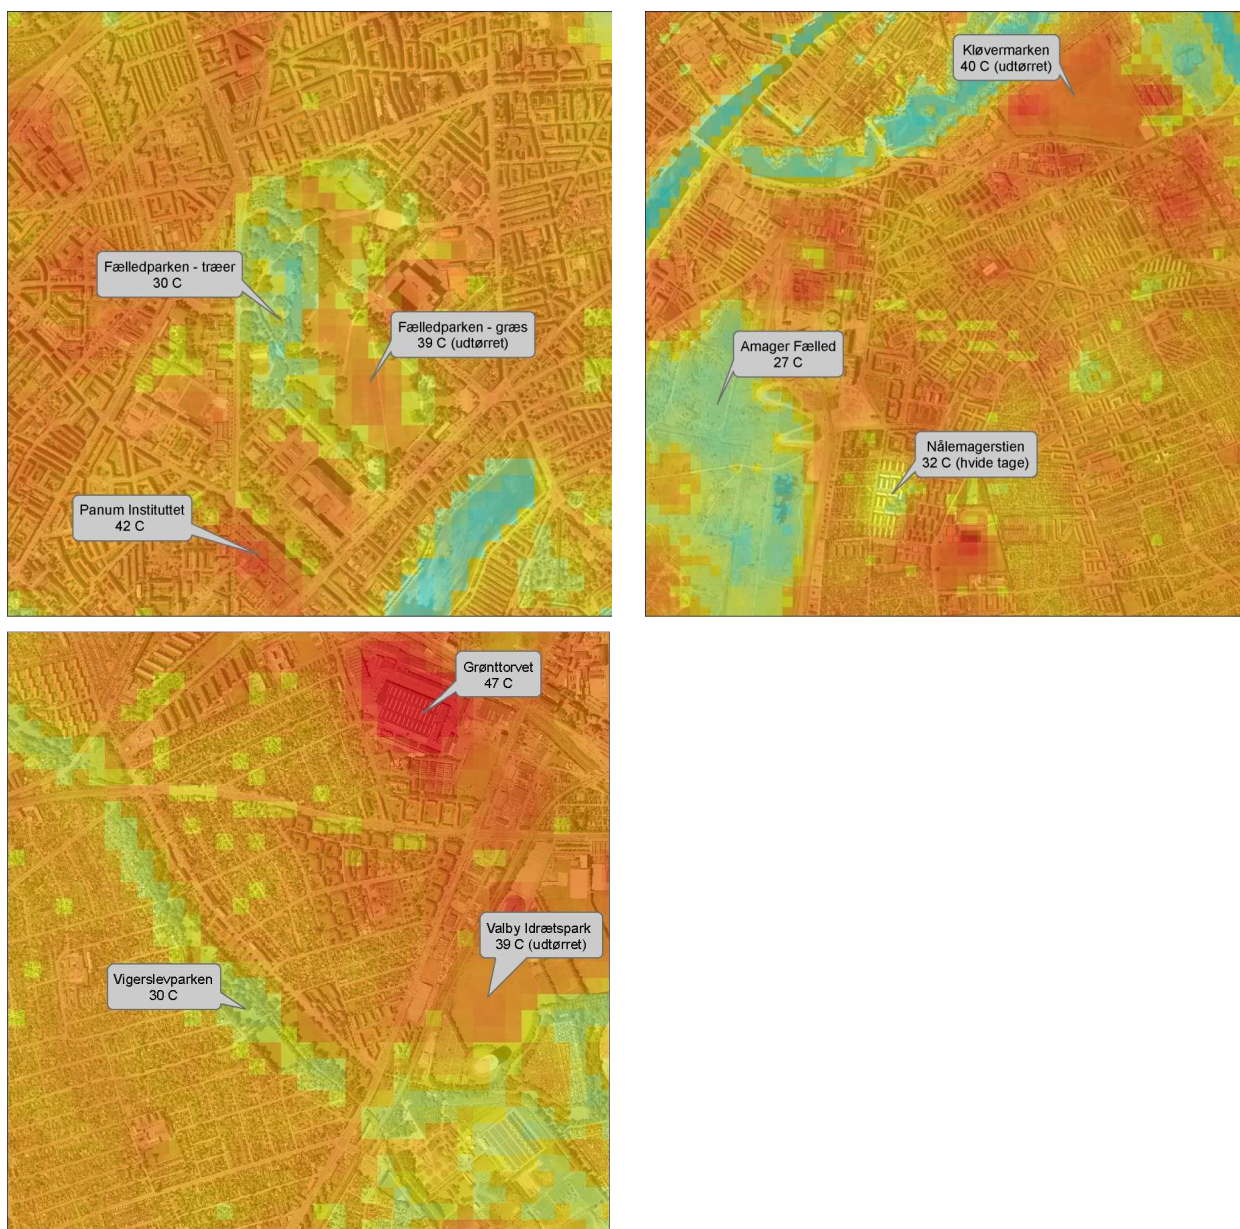 Fælledparken - træer
30 C
Fælledparken - græs
39 C (udtørret)
Panum Instituttet
42 C
Kløvermarken
40 C (udtørret)
Amager Fælled
27 C
Nålemagerstien
32 C (hvide tage)
Grønttorvet
47 C
Valby Idrætspark
39 C (udtørret)
Vigerslevparken
30 C